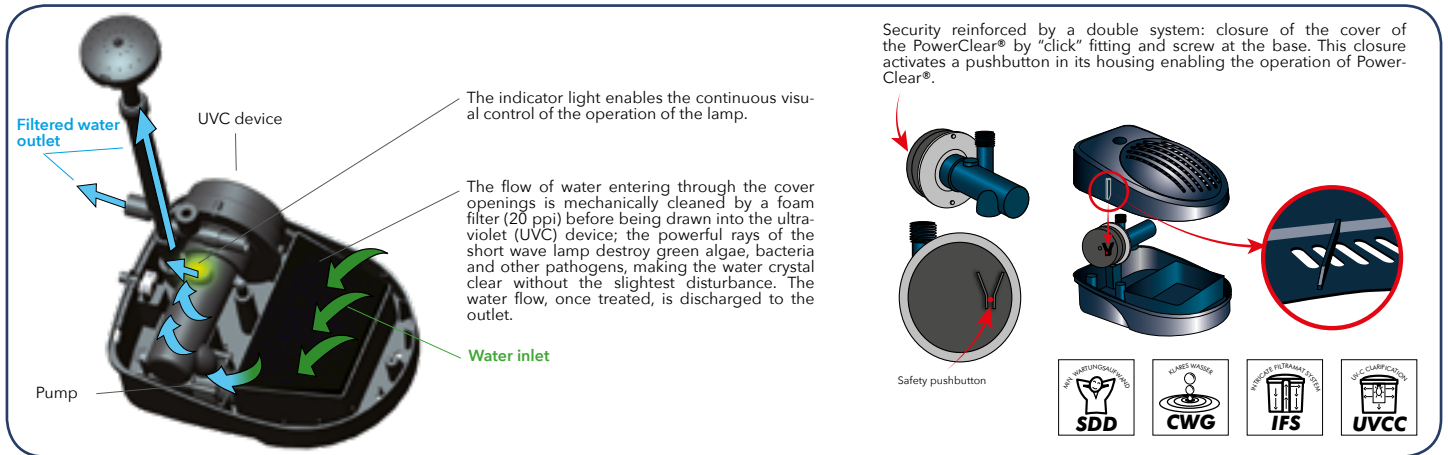 Filtered water
outlet
UVC device
The indicator light enables the continuous visu-
al control of the operation of the lamp.
The flow of water entering through the cover
openings is mechanically cleaned by a foam
filter (20 ppi) before being drawn into the ultra-
violet (UVC) device; the powerful rays of the
short wave lamp destroy green algae, bacteria
and other pathogens, making the water crystal
clear without the slightest disturbance. The
water flow, once treated, is discharged to the
outlet.
Water inlet
Pump
Security reinforced by a double system: closure of the cover of
the PowerClear® by "click" fitting and screw at the base. This closure
activates a pushbutton in its housing enabling the operation of Power-
Clear®.
Safety pushbutton
MIN. WARTUNGSAUFWAND
SDD
KLARES WASSER
CWG
INTRICATE FILTRAMAT SYSTEM
IFS
UV-C CLARIFICATION
UVCC